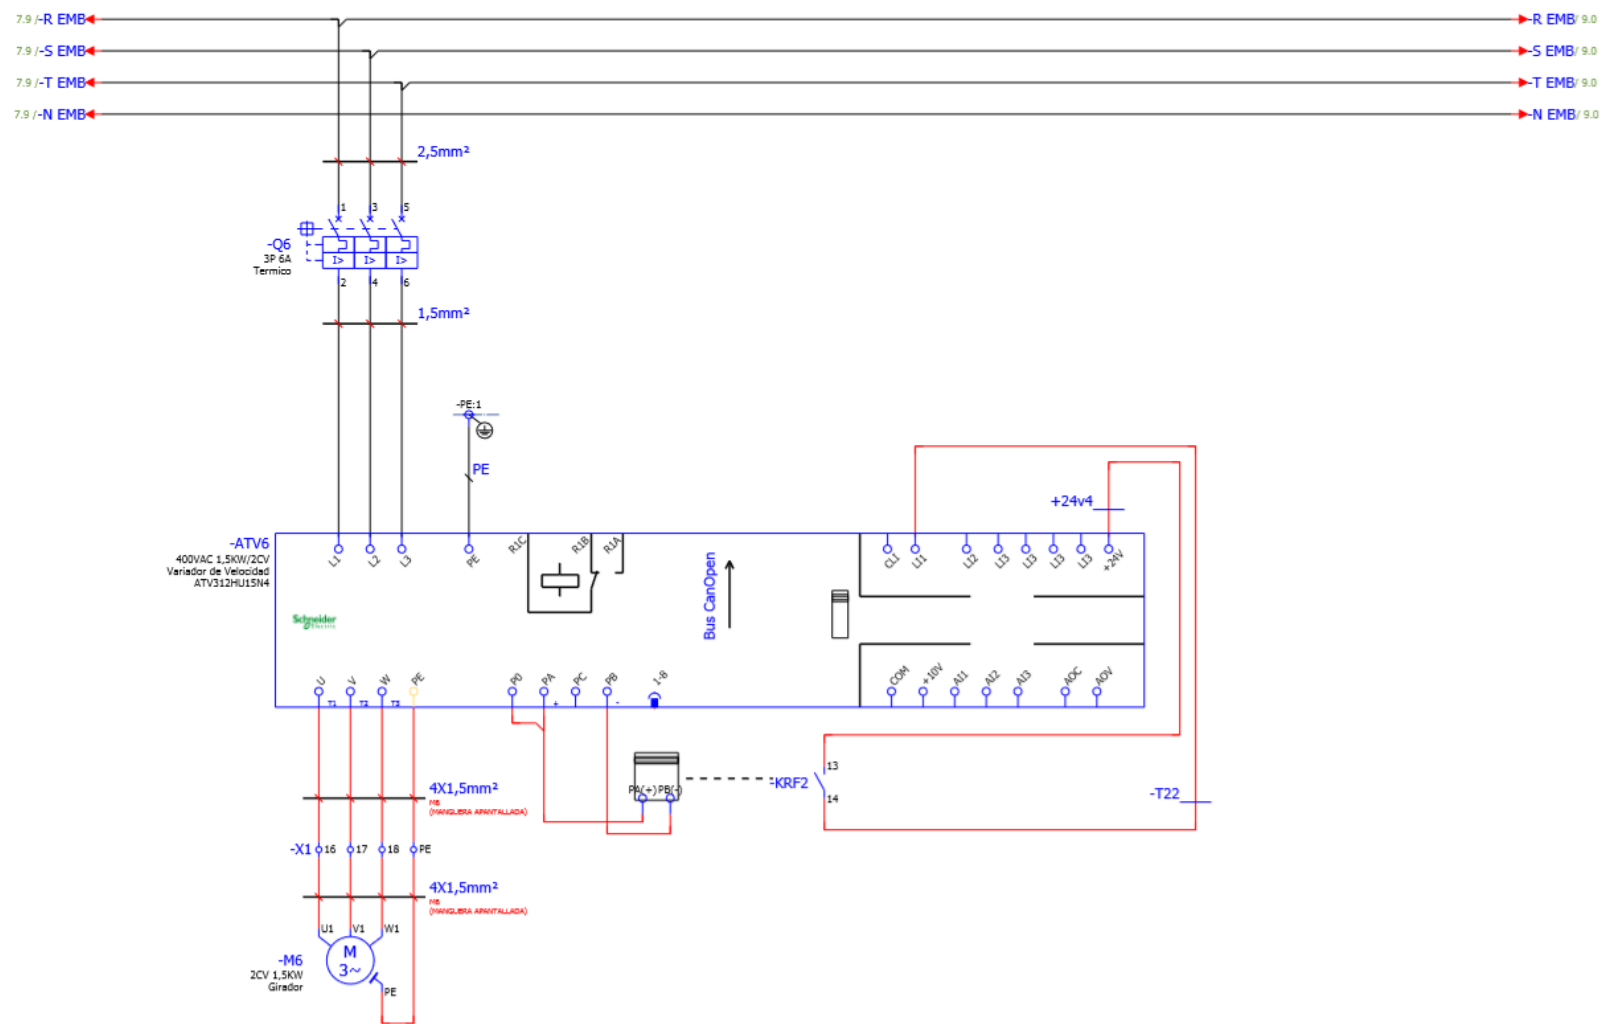 7.9 /-R EMB
-R EMB/ 9.0
7.9 /-S EMB
-S EMB/ 9.0
7.9 /-T EMB
-T EMB/ 9.0
7.9 /-N EMB
-N EMB/ 9.0
2,5mm²
1 3 5
-Q6
3P 6A
Termico
I> I> I>
2 4 6
1,5mm²
-PE:1
PE
+24v4
-ATV6
400VAC 1,5KW/2CV
Variador de Velocidad
ATV312HU15N4
L1 L2 L3 PE R1C R1B R1A
CLI LI1 LI2 LI3 LI3 LI3 LI3 +24V
Bus CanOpen
Schneider
Electric
U V W PE P0 PA PC PB 1-8
COM +10V AI1 AI2 AI3 AOC AOV
T1 T2 T3 + -
PA(+) PB(-)
-KRF2
13
14
-T22
4X1,5mm²
M6
(MANGUERA APANTALLADA)
-X1 16 17 18 PE
4X1,5mm²
M6
(MANGUERA APANTALLADA)
U1 V1 W1
M
3~
-M6
2CV 1,5KW
Girador
PE